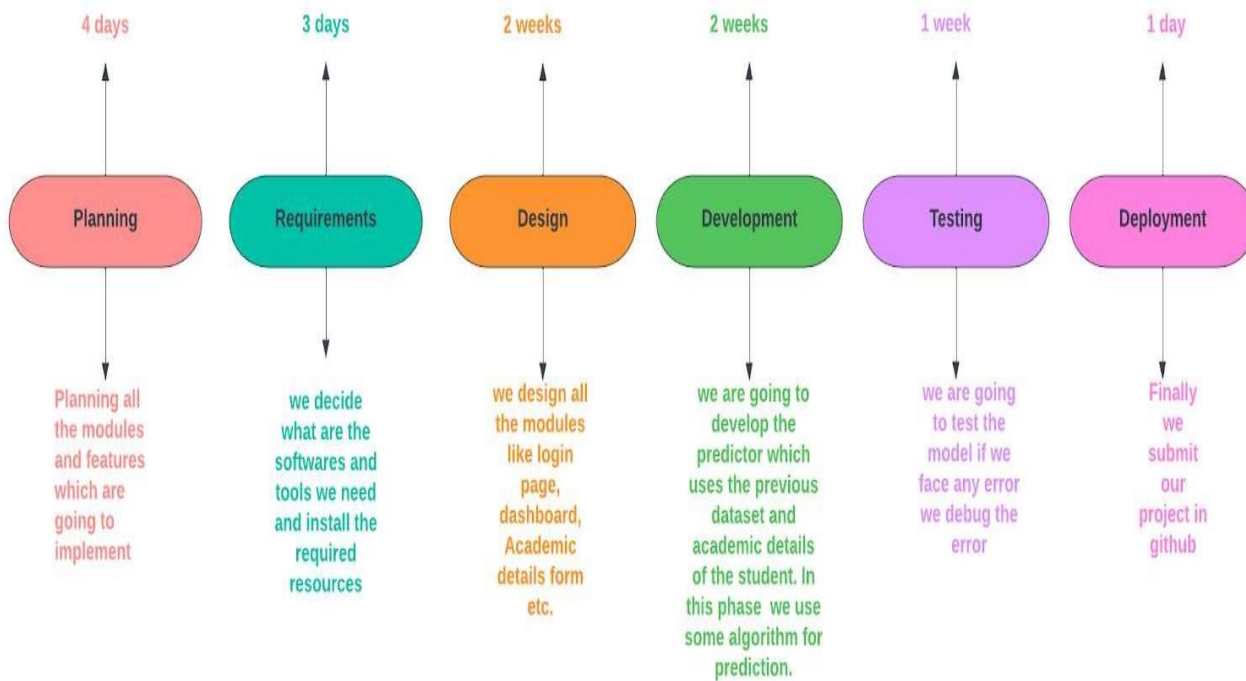 4 days
3 days
2 weeks
2 weeks
1 week
1 day
Planning
Requirements
Design
Development
Testing
Deployment
Planning all
the modules
and features
which are
going to
implement
we decide
what are the
softwares and
tools we need
and install the
required
resources
we design all
the modules
like login
page,
dashboard,
Academic
details form
etc.
we are going to
develop the
predictor which
uses the previous
dataset and
academic details
of the student. In
this phase we use
some algorithm for
prediction.
we are going
to test the
model if we
face any error
we debug the
error
Finally
we
submit
our
project in
github